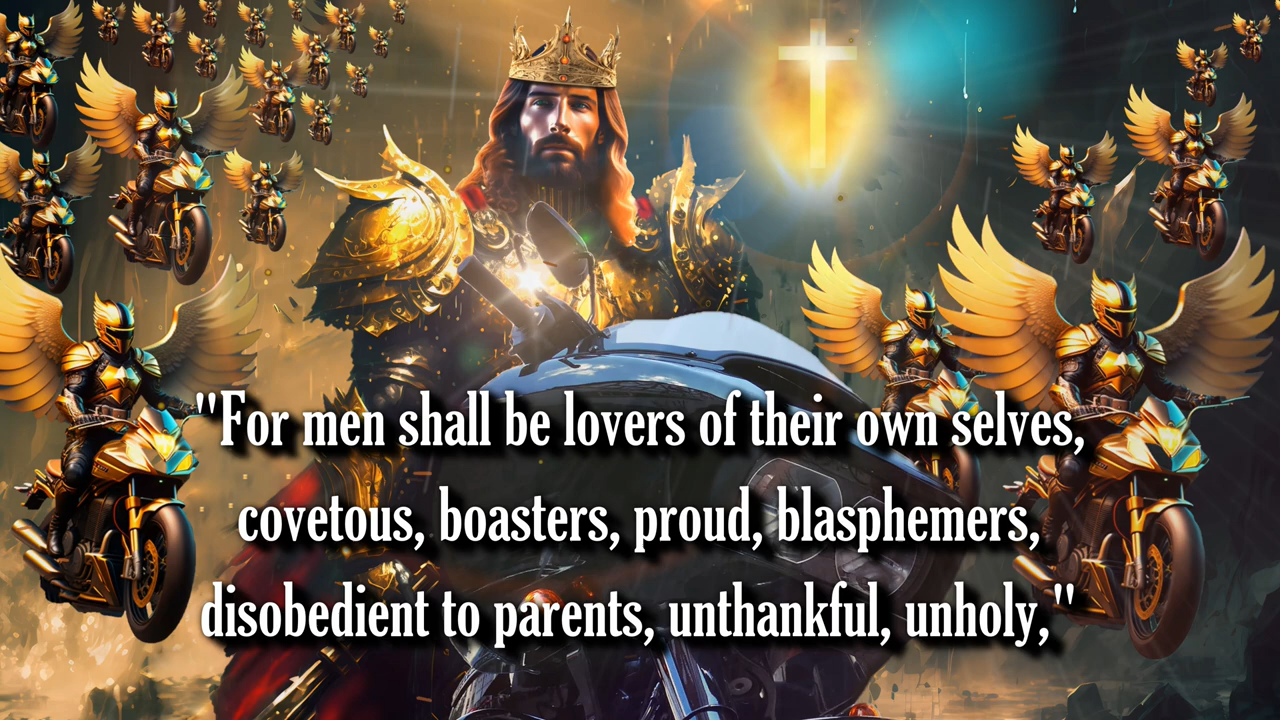 "For men shall be lovers of their own selves,
covetous, boasters, proud, blasphemers,
disobedient to parents, unthankful, unholy,"